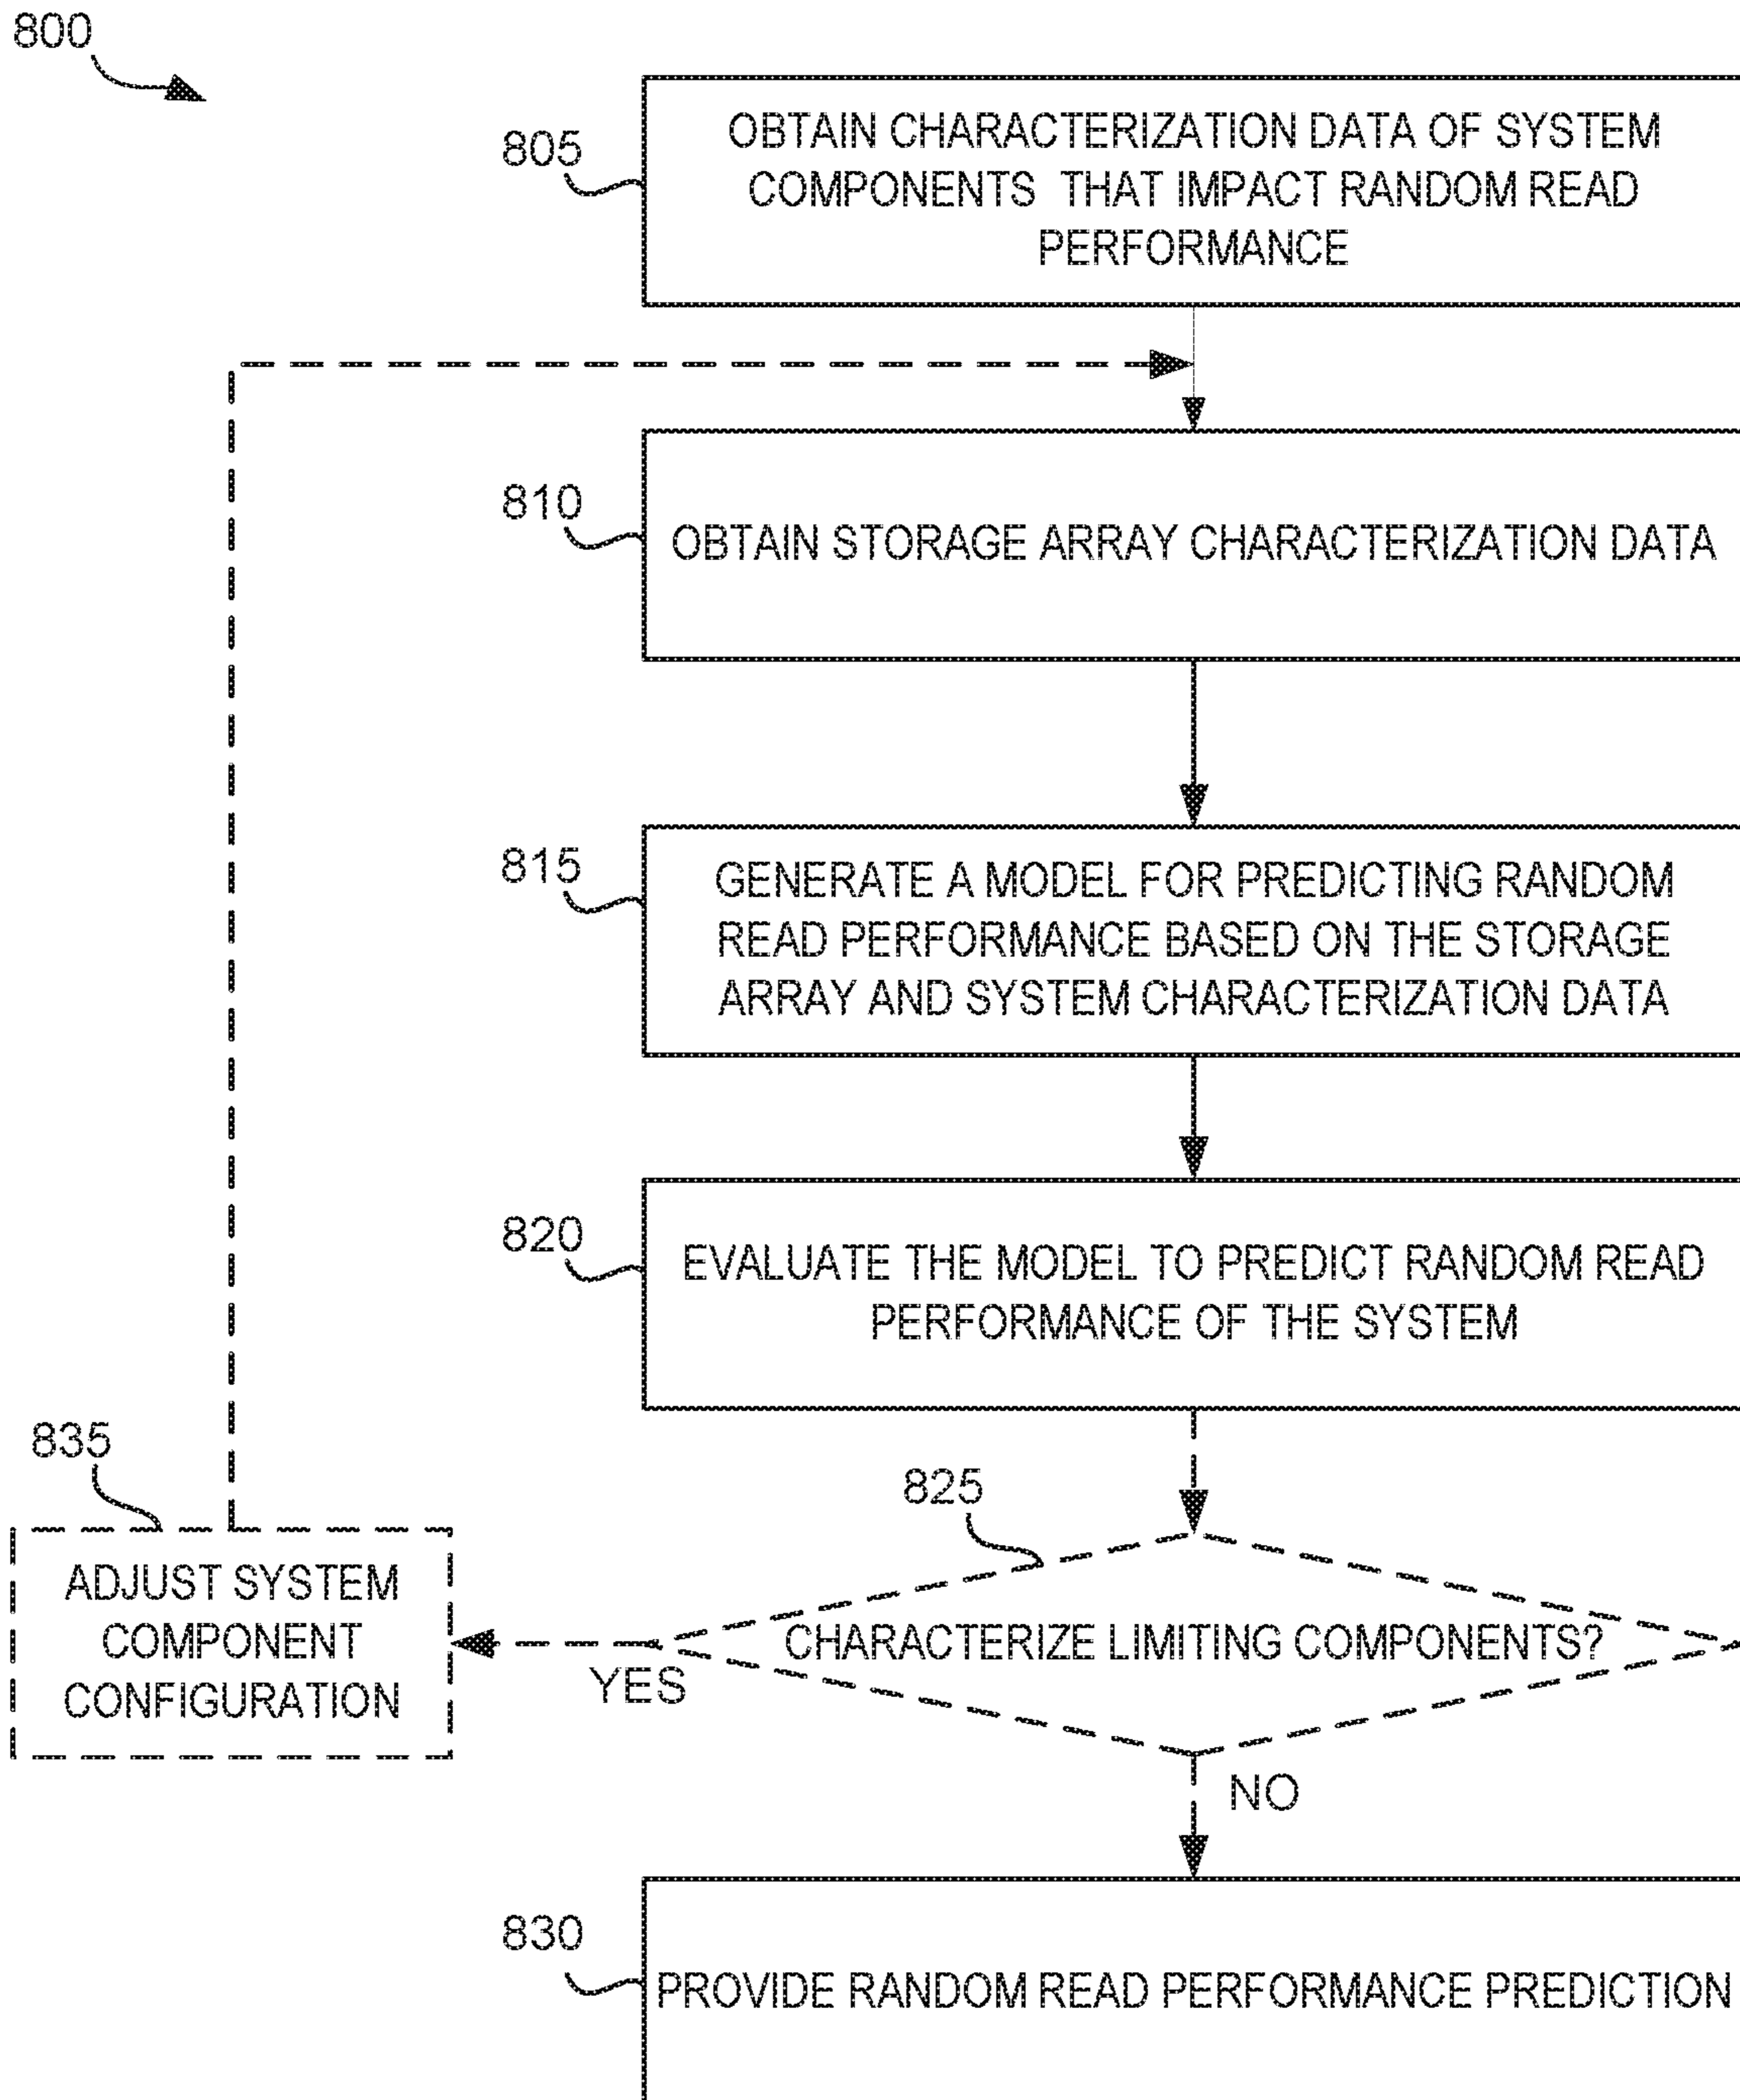 800
805
OBTAIN CHARACTERIZATION DATA OF SYSTEM
COMPONENTS THAT IMPACT RANDOM READ
PERFORMANCE
810
OBTAIN STORAGE ARRAY CHARACTERIZATION DATA
815
GENERATE A MODEL FOR PREDICTING RANDOM
READ PERFORMANCE BASED ON THE STORAGE
ARRAY AND SYSTEM CHARACTERIZATION DATA
820
EVALUATE THE MODEL TO PREDICT RANDOM READ
PERFORMANCE OF THE SYSTEM
825
CHARACTERIZE LIMITING COMPONENTS?
YES
835
ADJUST SYSTEM
COMPONENT
CONFIGURATION
NO
830
PROVIDE RANDOM READ PERFORMANCE PREDICTION